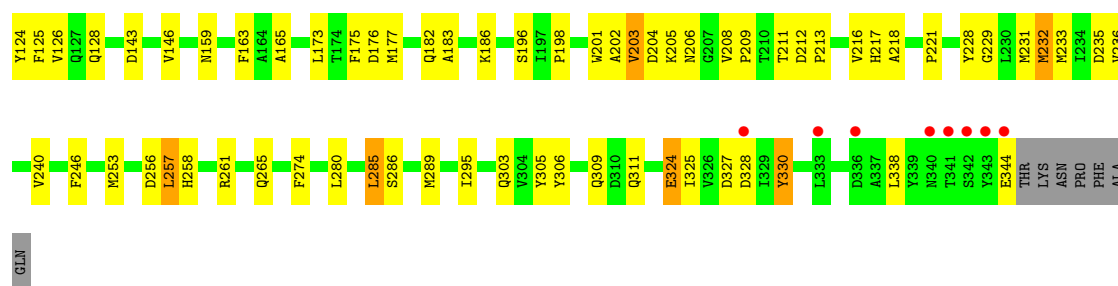 Y124 F125 V126 Q127 Q128 D143 V146 N159 F163 A164 A165 L173 T174 F175 D176 M177 Q182 A183 K186 S196 I197 P198 W201 A202 V203 D204 K205 N206 G207 V208 P209 T210 T211 D212 P213 V216 H217 A218 P221 Y228 G229 L230 M231 M232 M233 I234 D235 V236
V240 F246 M253 D256 L257 H258 R261 Q265 F274 L280 L285 S286 M289 I295 Q303 V304 Y305 Y306 Q309 D310 Q311 E324 I325 V326 D327 D328 I329 Y330 L333 D336 A337 L338 Y339 N340 T341 S342 Y343 E344 THR LYS ASN PRO PHE ALA
GLN